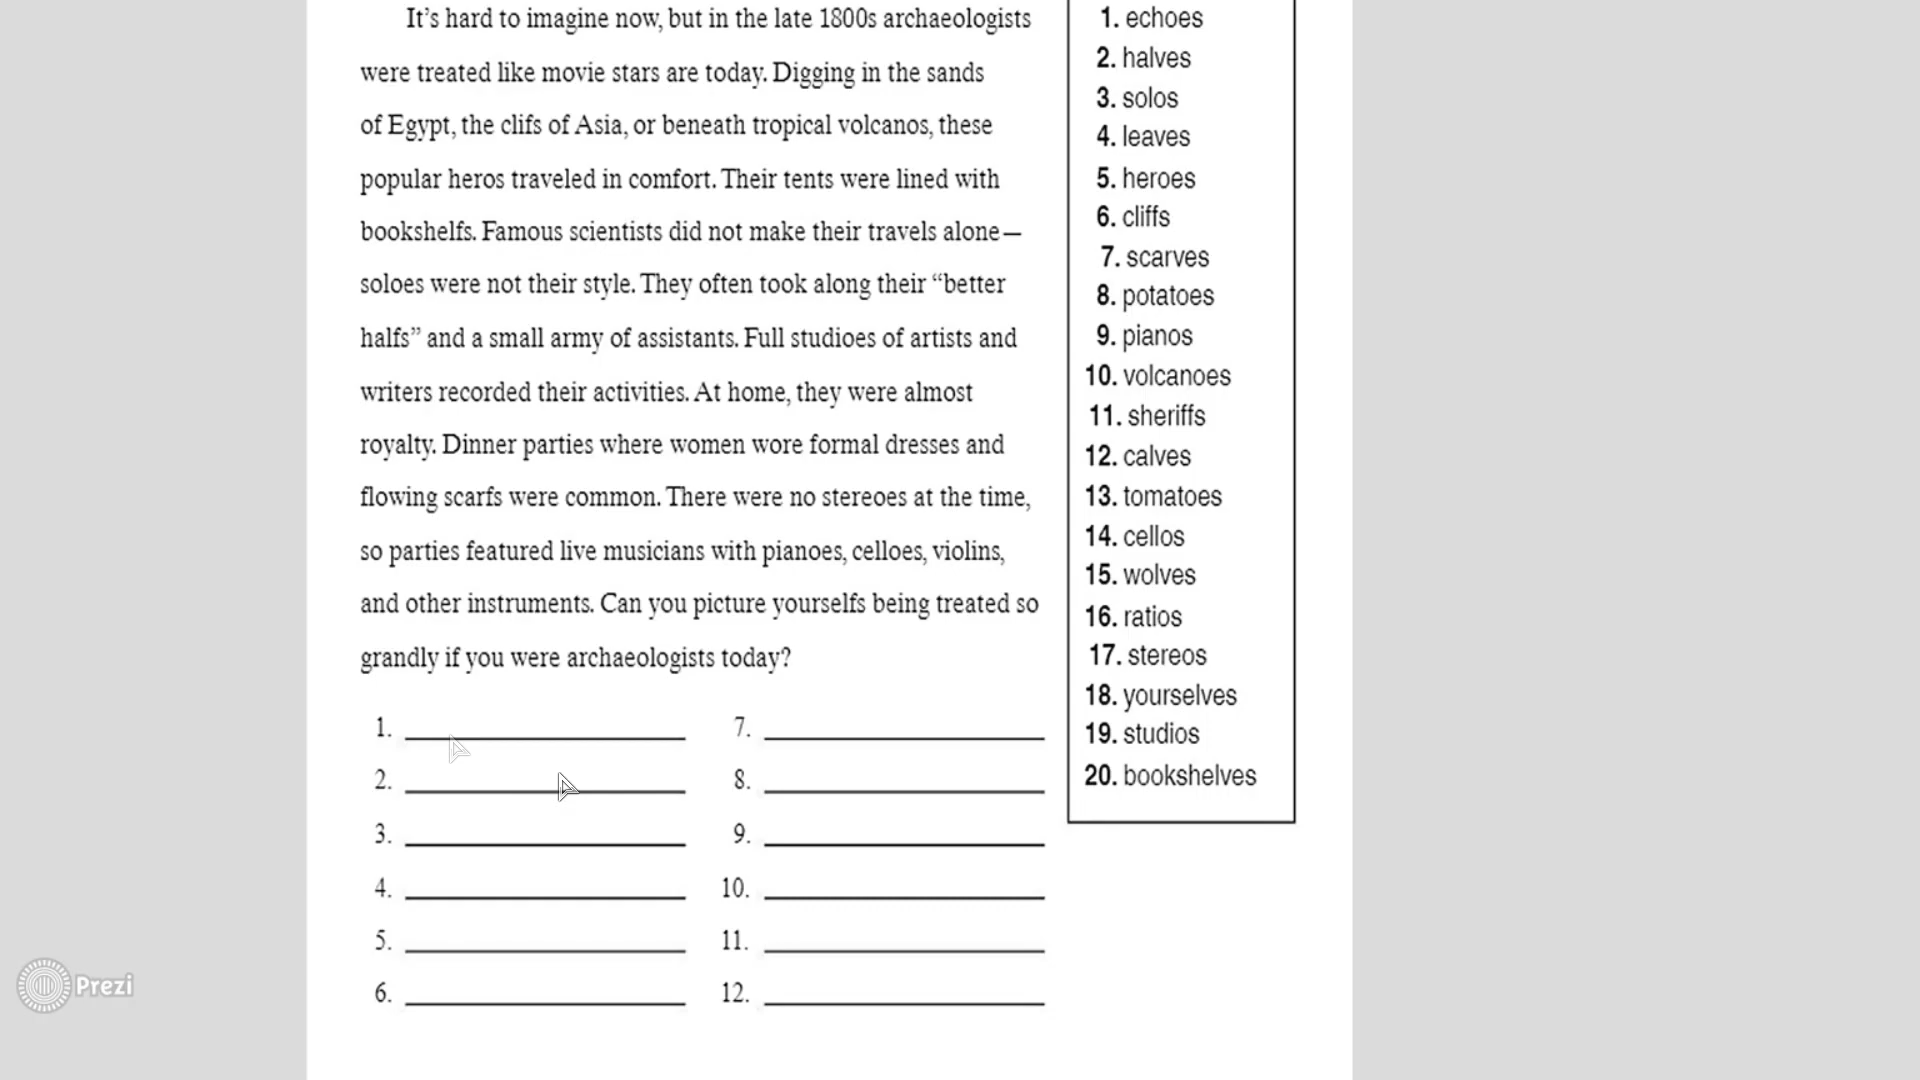 It's hard to imagine now, but in the late 1800s archaeologists
were treated like movie stars are today. Digging in the sands
of Egypt, the clifs of Asia, or beneath tropical volcanos, these
popular heros traveled in comfort. Their tents were lined with
bookshelfs. Famous scientists did not make their travels alone—
soloes were not their style. They often took along their “better
halfs” and a small army of assistants. Full studioes of artists and
writers recorded their activities. At home, they were almost
royalty. Dinner parties where women wore formal dresses and
flowing scarfs were common. There were no stereoes at the time,
so parties featured live musicians with pianoes, celloes, violins,
and other instruments. Can you picture yourselfs being treated so
grandly if you were archaeologists today?
1.
2.
3.
4.
5.
6.
7.
8.
9.
10.
11.
12.
1. echoes
2. halves
3. solos
4. leaves
5. heroes
6. cliffs
7. scarves
8. potatoes
9. pianos
10. volcanoes
11. sheriffs
12. calves
13. tomatoes
14. cellos
15. wolves
16. ratios
17. stereos
18. yourselves
19. studios
20. bookshelves
Prezi